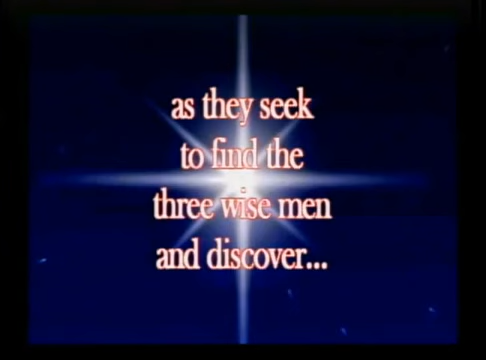 as they seek
to find the
three wise men
and discover...